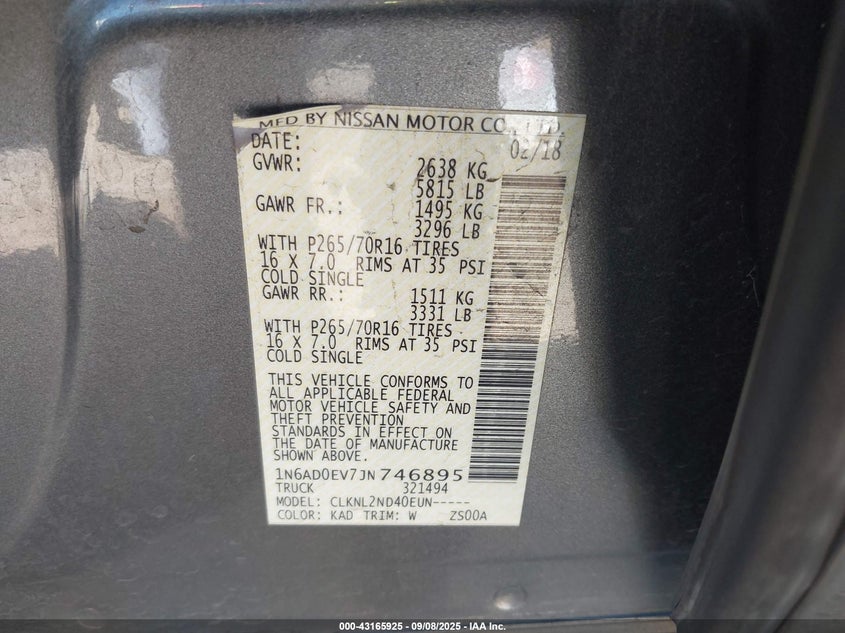 MFD BY NISSAN MOTOR CO., LTD.
DATE: 02/18
GVWR: 2638 KG
5815 LB
GAWR FR.: 1495 KG
3296 LB
WITH P265/70R16 TIRES
16 X 7.0 RIMS AT 35 PSI
COLD SINGLE
GAWR RR.: 1511 KG
3331 LB
WITH P265/70R16 TIRES
16 X 7.0 RIMS AT 35 PSI
COLD SINGLE
THIS VEHICLE CONFORMS TO
ALL APPLICABLE FEDERAL
MOTOR VEHICLE SAFETY AND
THEFT PREVENTION
STANDARDS IN EFFECT ON
THE DATE OF MANUFACTURE
SHOWN ABOVE.
1N6AD0EV7JN746895
TRUCK 321494
MODEL: CLKNL2ND40EUN-----
COLOR: KAD TRIM: W ZS00A
000-43165925 - 09/08/2025 - IAA Inc.